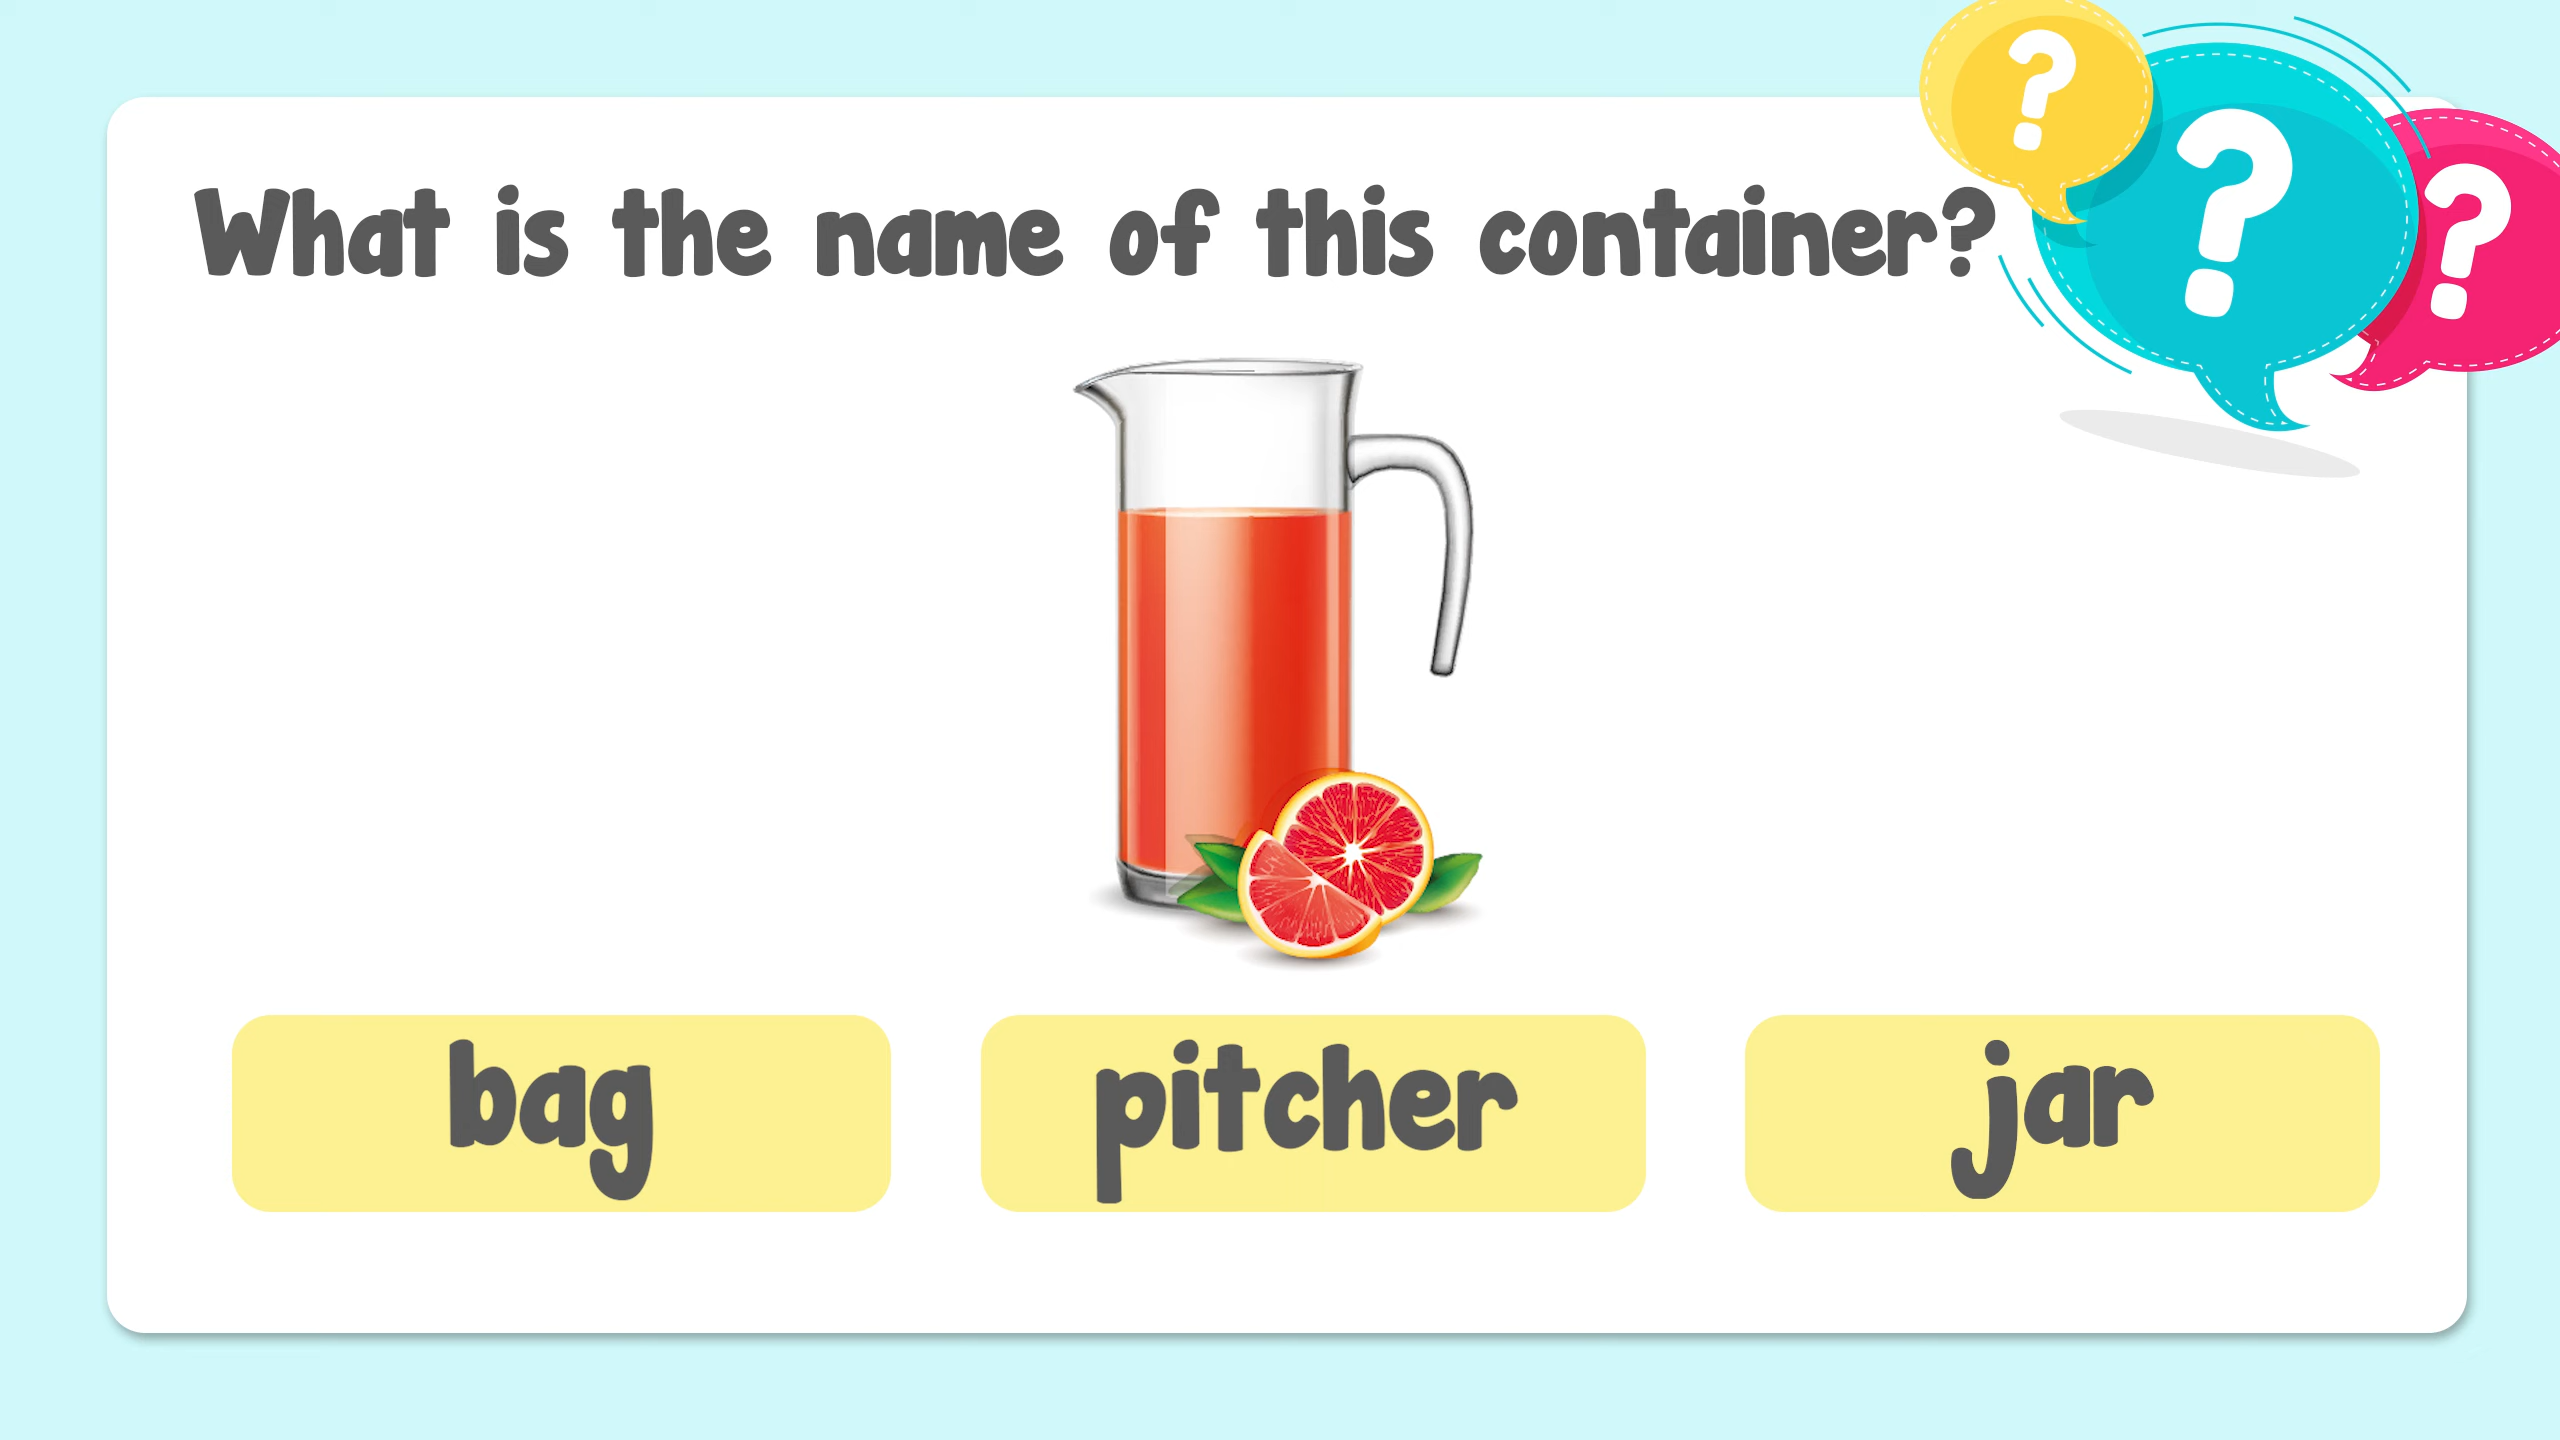 What is the name of this container?
? ? ?
bag pitcher jar